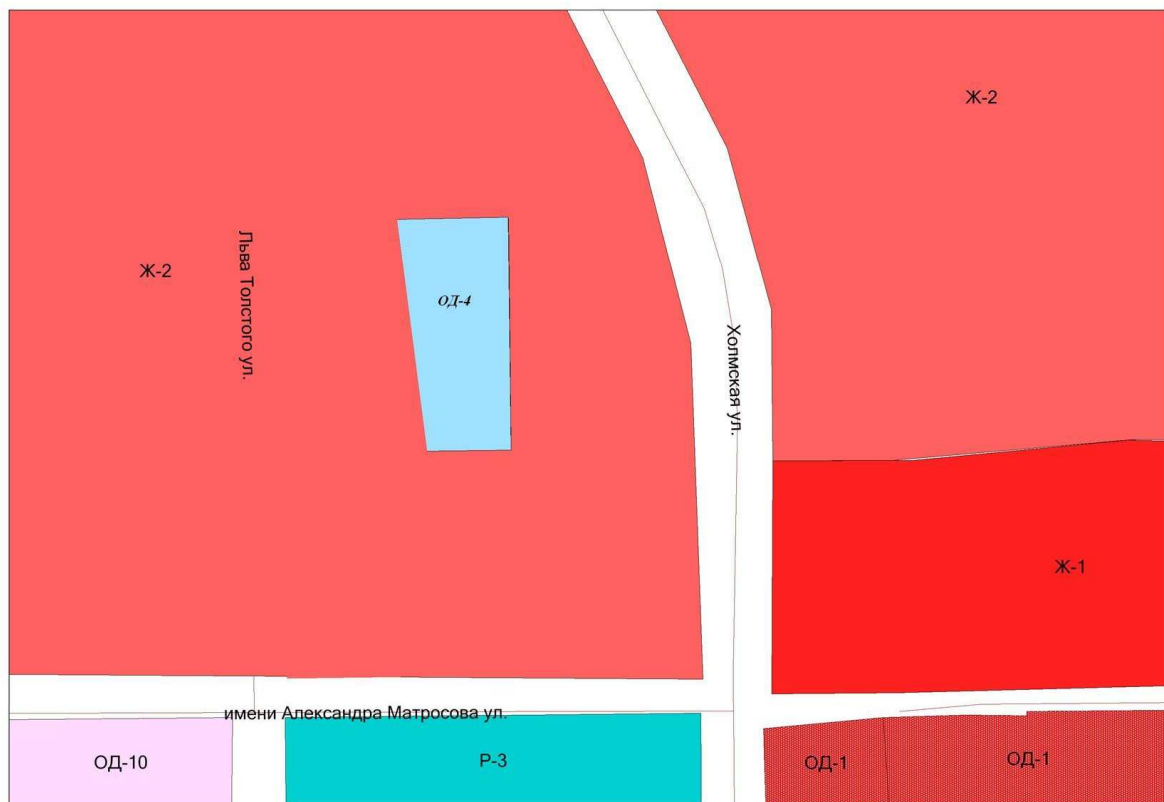 Ж-2
Льва Толстого ул.
Ж-2
ОД-4
Холмская ул.
Ж-1
имени Александра Матросова ул.
ОД-10
Р-3
ОД-1
ОД-1